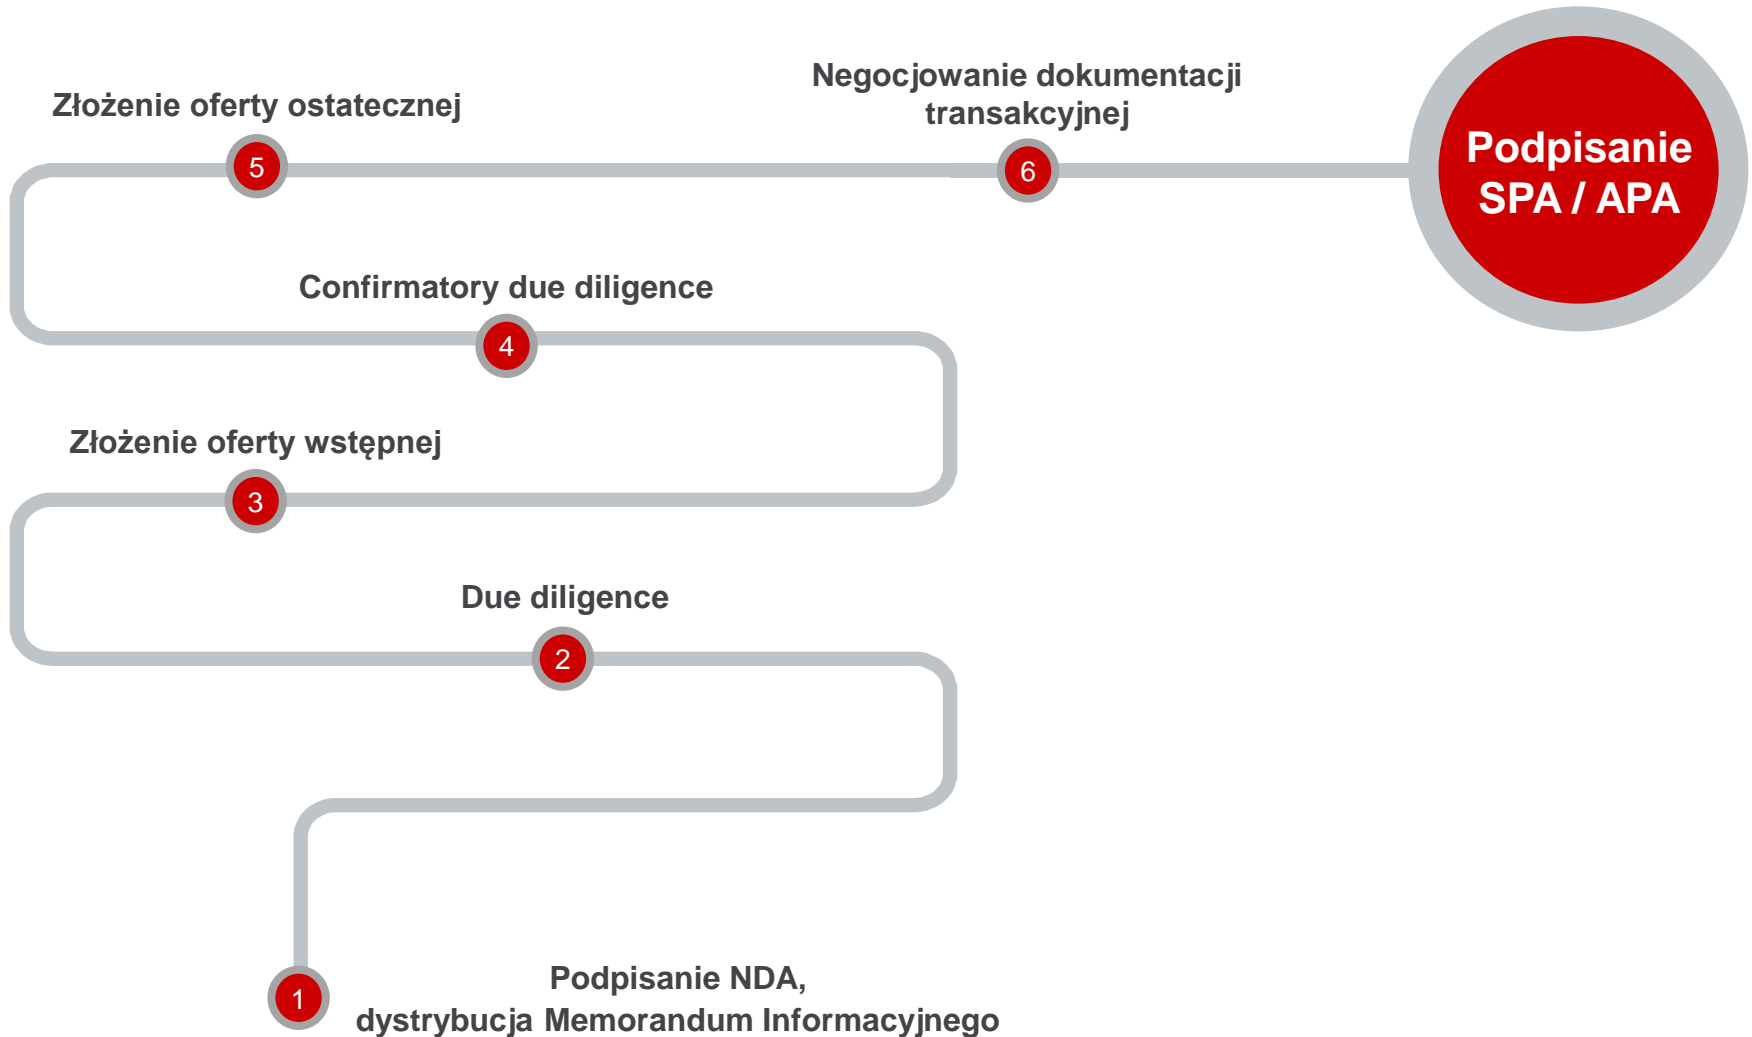 Negocjowanie dokumentacji
transakcyjnej
Złożenie oferty ostatecznej
5
6
Podpisanie
SPA / APA
Confirmatory due diligence
4
Złożenie oferty wstępnej
3
Due diligence
2
1
Podpisanie NDA,
dystrybucja Memorandum Informacyjnego